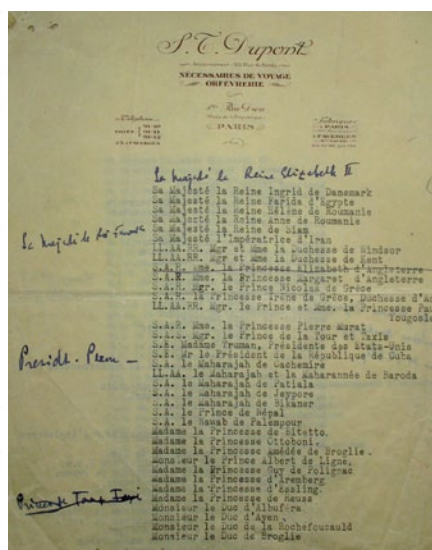 S.T. Dupont
NÉCESSAIRES DE VOYAGE
ORFÈVRERIE
PARIS
Sa Majesté la Reine Elizabeth II
Sa Majesté la Reine Ingrid de Danemark
Sa Majesté la Reine Farida d'Egypte
Sa Majesté la Reine Hélène de Roumanie
Sa Majesté la Reine Anne de Roumanie
Sa Majesté la Reine de Siam
Sa Majesté l'Impératrice d'Iran
Sa Majesté le Roi
LL.AA.RR. Mgr et Mme la Duchesse de Windsor
LL.AA.RR. Mgr et Mme la Duchesse de Kent
S.A.R. Mme. la Princesse Elizabeth d'Angleterre
S.A.R. Mme. la Princesse Margaret d'Angleterre
S.A.R. Mgr. le Prince Nicolas de Grèce
S.A.R. la Princesse Irène de Grèce, Duchesse d'
LL.AA.RR. Mgr. le Prince et Mme. la Princesse
S.A.R. Mme. la Princesse Pierre Murat
S.A.S. Mgr. le Prince de la Tour et Taxis
S.E. Madame Truman, Présidente des Etats-Unis
S.E. Mr le Président de la République de Cuba
Presidt. Peron -
S.A. le Maharajah de Cachemire
LL.AA. le Maharajah et la Maharannée de Baroda
S.A. le Maharajah de Patiala
S.A. le Maharajah de Jeypore
S.A. le Maharajah de Bikaner
S.A. le Prince de Népal
S.A. le Nawab de Palempour
Madame la Princesse de Bitetto.
Madame la Princesse Ottoboni.
Madame la Princesse Amédée de Broglie.
Monsieur le Prince Albert de Ligne.
Madame la Princesse Guy de Polignac
Madame la Princesse d'Aremberg
Madame la Princesse d'Essling.
Madame la Princesse de Reuss
Princesse
Monsieur le Duc d'Albuféra
Monsieur le Duc d'Ayen.
Monsieur le Duc de la Rochefoucauld
Monsieur le Duc de Broglie